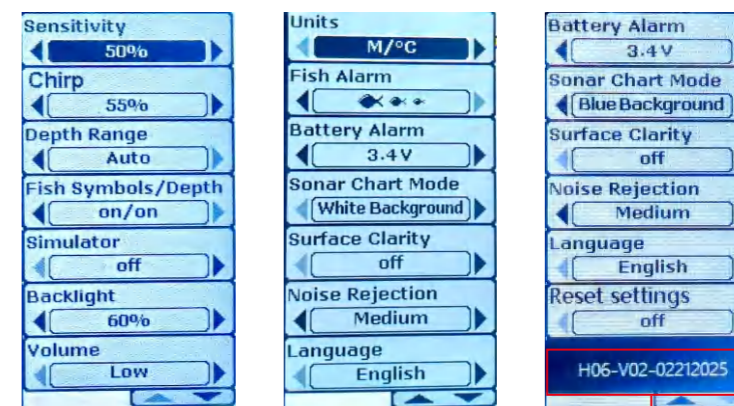 Sensitivity
50%
Chirp
55%
Depth Range
Auto
Fish Symbols/Depth
on/on
Simulator
off
Backlight
60%
Volume
Low
Units
M/°C
Fish Alarm
Battery Alarm
3.4V
Sonar Chart Mode
White Background
Surface Clarity
off
Noise Rejection
Medium
Language
English
Battery Alarm
3.4V
Sonar Chart Mode
Blue Background
Surface Clarity
off
Noise Rejection
Medium
Language
English
Reset settings
off
H06-V02-02212025